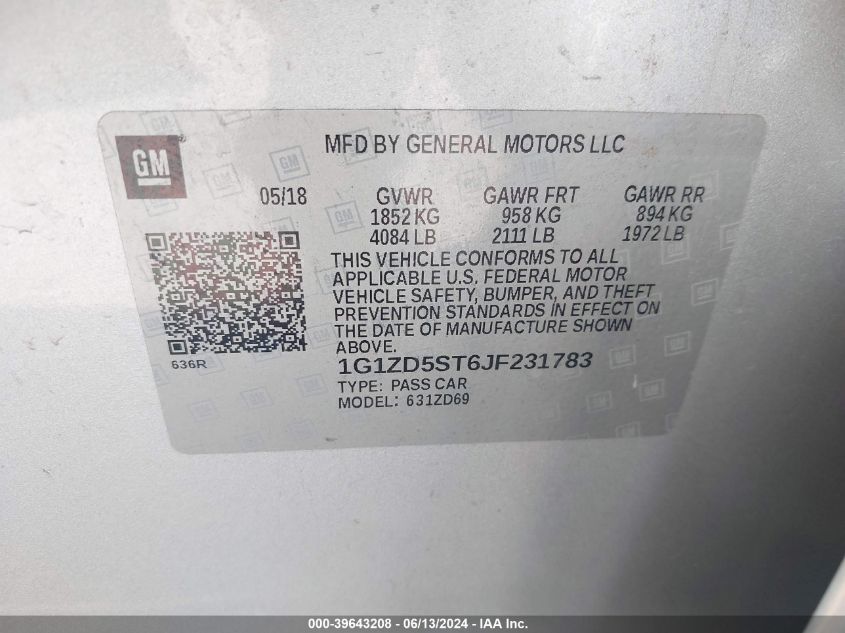 GM
MFD BY GENERAL MOTORS LLC
05/18 GVWR GAWR FRT GAWR RR
1852 KG 958 KG 894 KG
4084 LB 2111 LB 1972 LB
THIS VEHICLE CONFORMS TO ALL
APPLICABLE U.S. FEDERAL MOTOR
VEHICLE SAFETY, BUMPER, AND THEFT
PREVENTION STANDARDS IN EFFECT ON
THE DATE OF MANUFACTURE SHOWN
ABOVE.
636R
1G1ZD5ST6JF231783
TYPE: PASS CAR
MODEL: 631ZD69
000-39643208 - 06/13/2024 - IAA Inc.